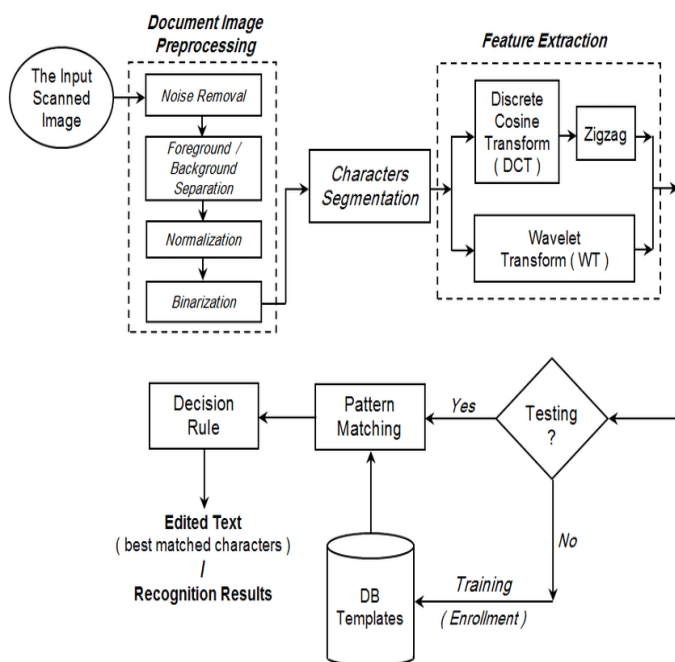 Document Image
Preprocessing
Feature Extraction
The Input
Scanned
Image
Noise Removal
Foreground /
Background
Separation
Normalization
Binarization
Characters
Segmentation
Discrete
Cosine
Transform
( DCT )
Zigzag
Wavelet
Transform ( WT )
Testing
?
Yes
Pattern
Matching
Decision
Rule
Edited Text
( best matched characters )
/
Recognition Results
No
Training
( Enrollment )
DB
Templates